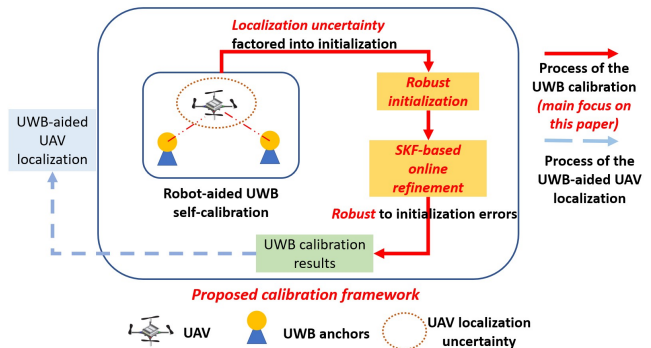 Localization uncertainty
factored into initialization
Robust
initialization
SKF-based
online
refinement
Robust to initialization errors
Robot-aided UWB
self-calibration
UWB calibration
results
UWB-aided
UAV
localization
Process of the
UWB calibration
(main focus on
this paper)
Process of the
UWB-aided UAV
localization
Proposed calibration framework
UAV
UWB anchors
UAV localization
uncertainty